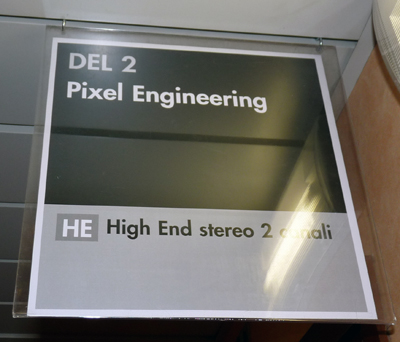 DEL 2
Pixel Engineering
HE High End stereo 2 canali